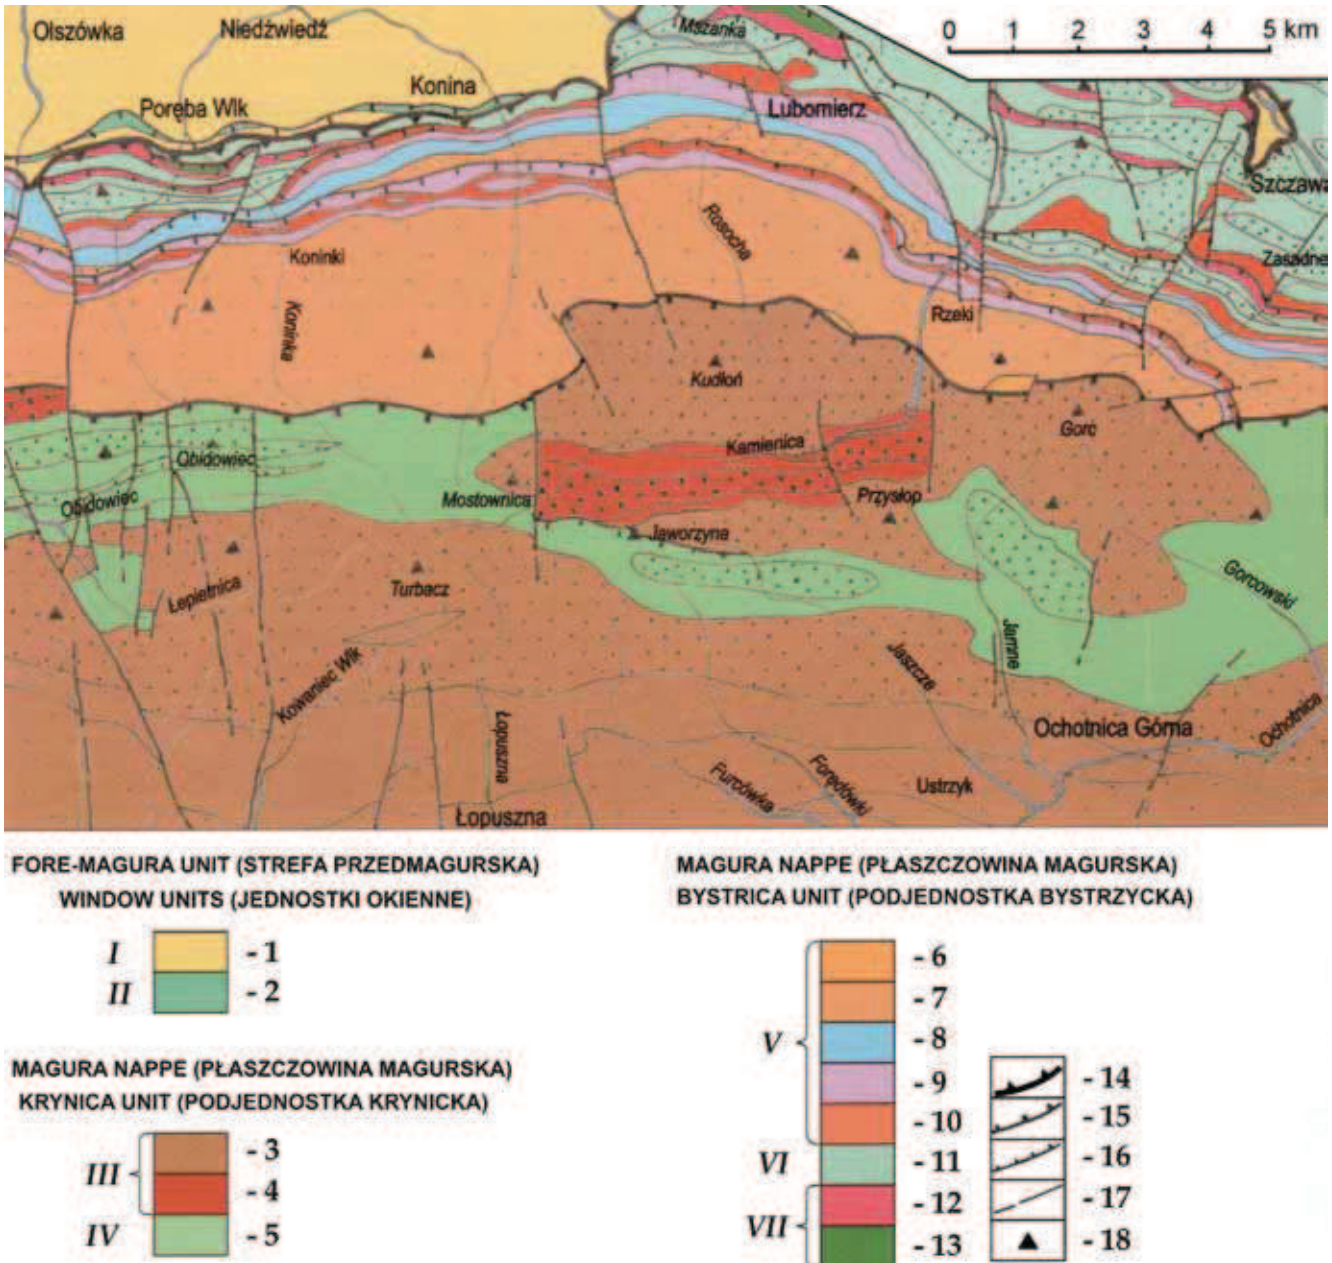 Olszówka
Niedźwiedź
Mszanka
0 1 2 4 5 km
Konina
Poręba Wlk
Lubomierz
Szczawa
Rosocha
Koninki
Zasadne
Koninka
Rzeki
Kudłoń
Gorc
Kamienica
Obidowiec
Mostownica
Przysłop
Obidowiec
Jaworzyna
Łepietnica
Turbacz
Gorcowski
Jamne
Jaszcze
Kowaniec Wlk
Łopuszna
Ochotnica Górna
Ochotnica
Furcówka
Forędówki
Ustrzyk
Łopuszna
FORE-MAGURA UNIT (STREFA PRZEDMAGURSKA)
WINDOW UNITS (JEDNOSTKI OKIENNE)
I - 1
II - 2
MAGURA NAPPE (PŁASZCZOWINA MAGURSKA)
KRYNICA UNIT (PODJEDNOSTKA KRYNICKA)
III - 3
- 4
IV - 5
MAGURA NAPPE (PŁASZCZOWINA MAGURSKA)
BYSTRICA UNIT (PODJEDNOSTKA BYSTRZYCKA)
- 6
- 7
V - 8
- 9
- 10
VI - 11
- 12
VII - 13
- 14
- 15
- 16
- 17
- 18